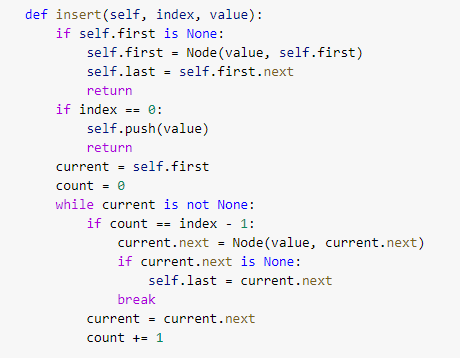 def insert(self, index, value):
    if self.first is None:
        self.first = Node(value, self.first)
        self.last = self.first.next
        return
    if index == 0:
        self.push(value)
        return
    current = self.first
    count = 0
    while current is not None:
        if count == index - 1:
            current.next = Node(value, current.next)
            if current.next is None:
                self.last = current.next
            break
        current = current.next
        count += 1